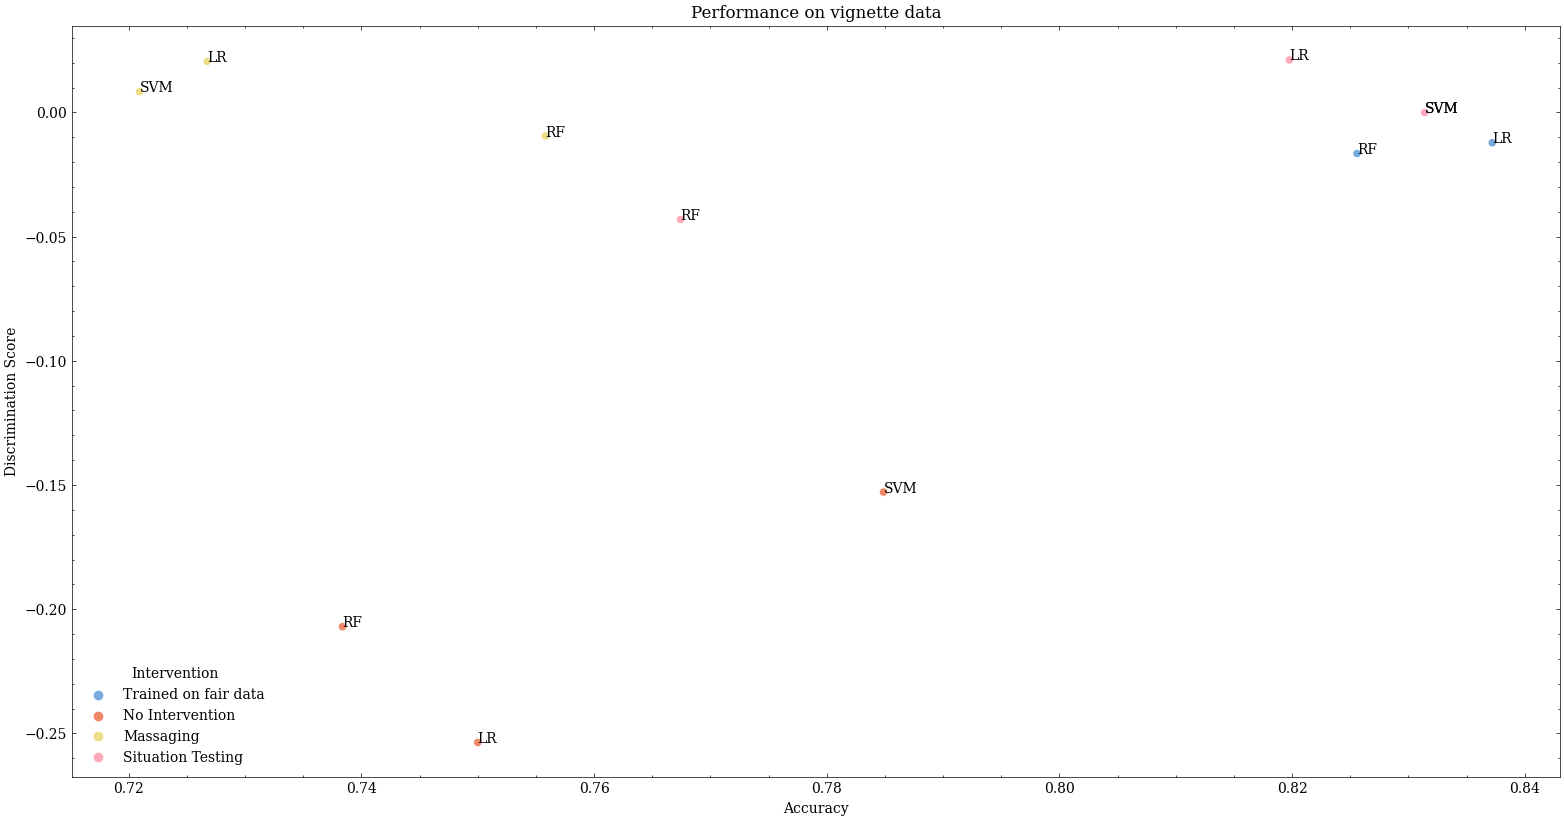 Performance on vignette data
LR
SVM
LR
SVM
RF
RF
LR
RF
SVM
RF
LR
0.00
−0.05
−0.10
−0.15
−0.20
−0.25
Discrimination Score
Intervention
Trained on fair data
No Intervention
Massaging
Situation Testing
0.72 0.74 0.76 0.78 0.80 0.82 0.84
Accuracy